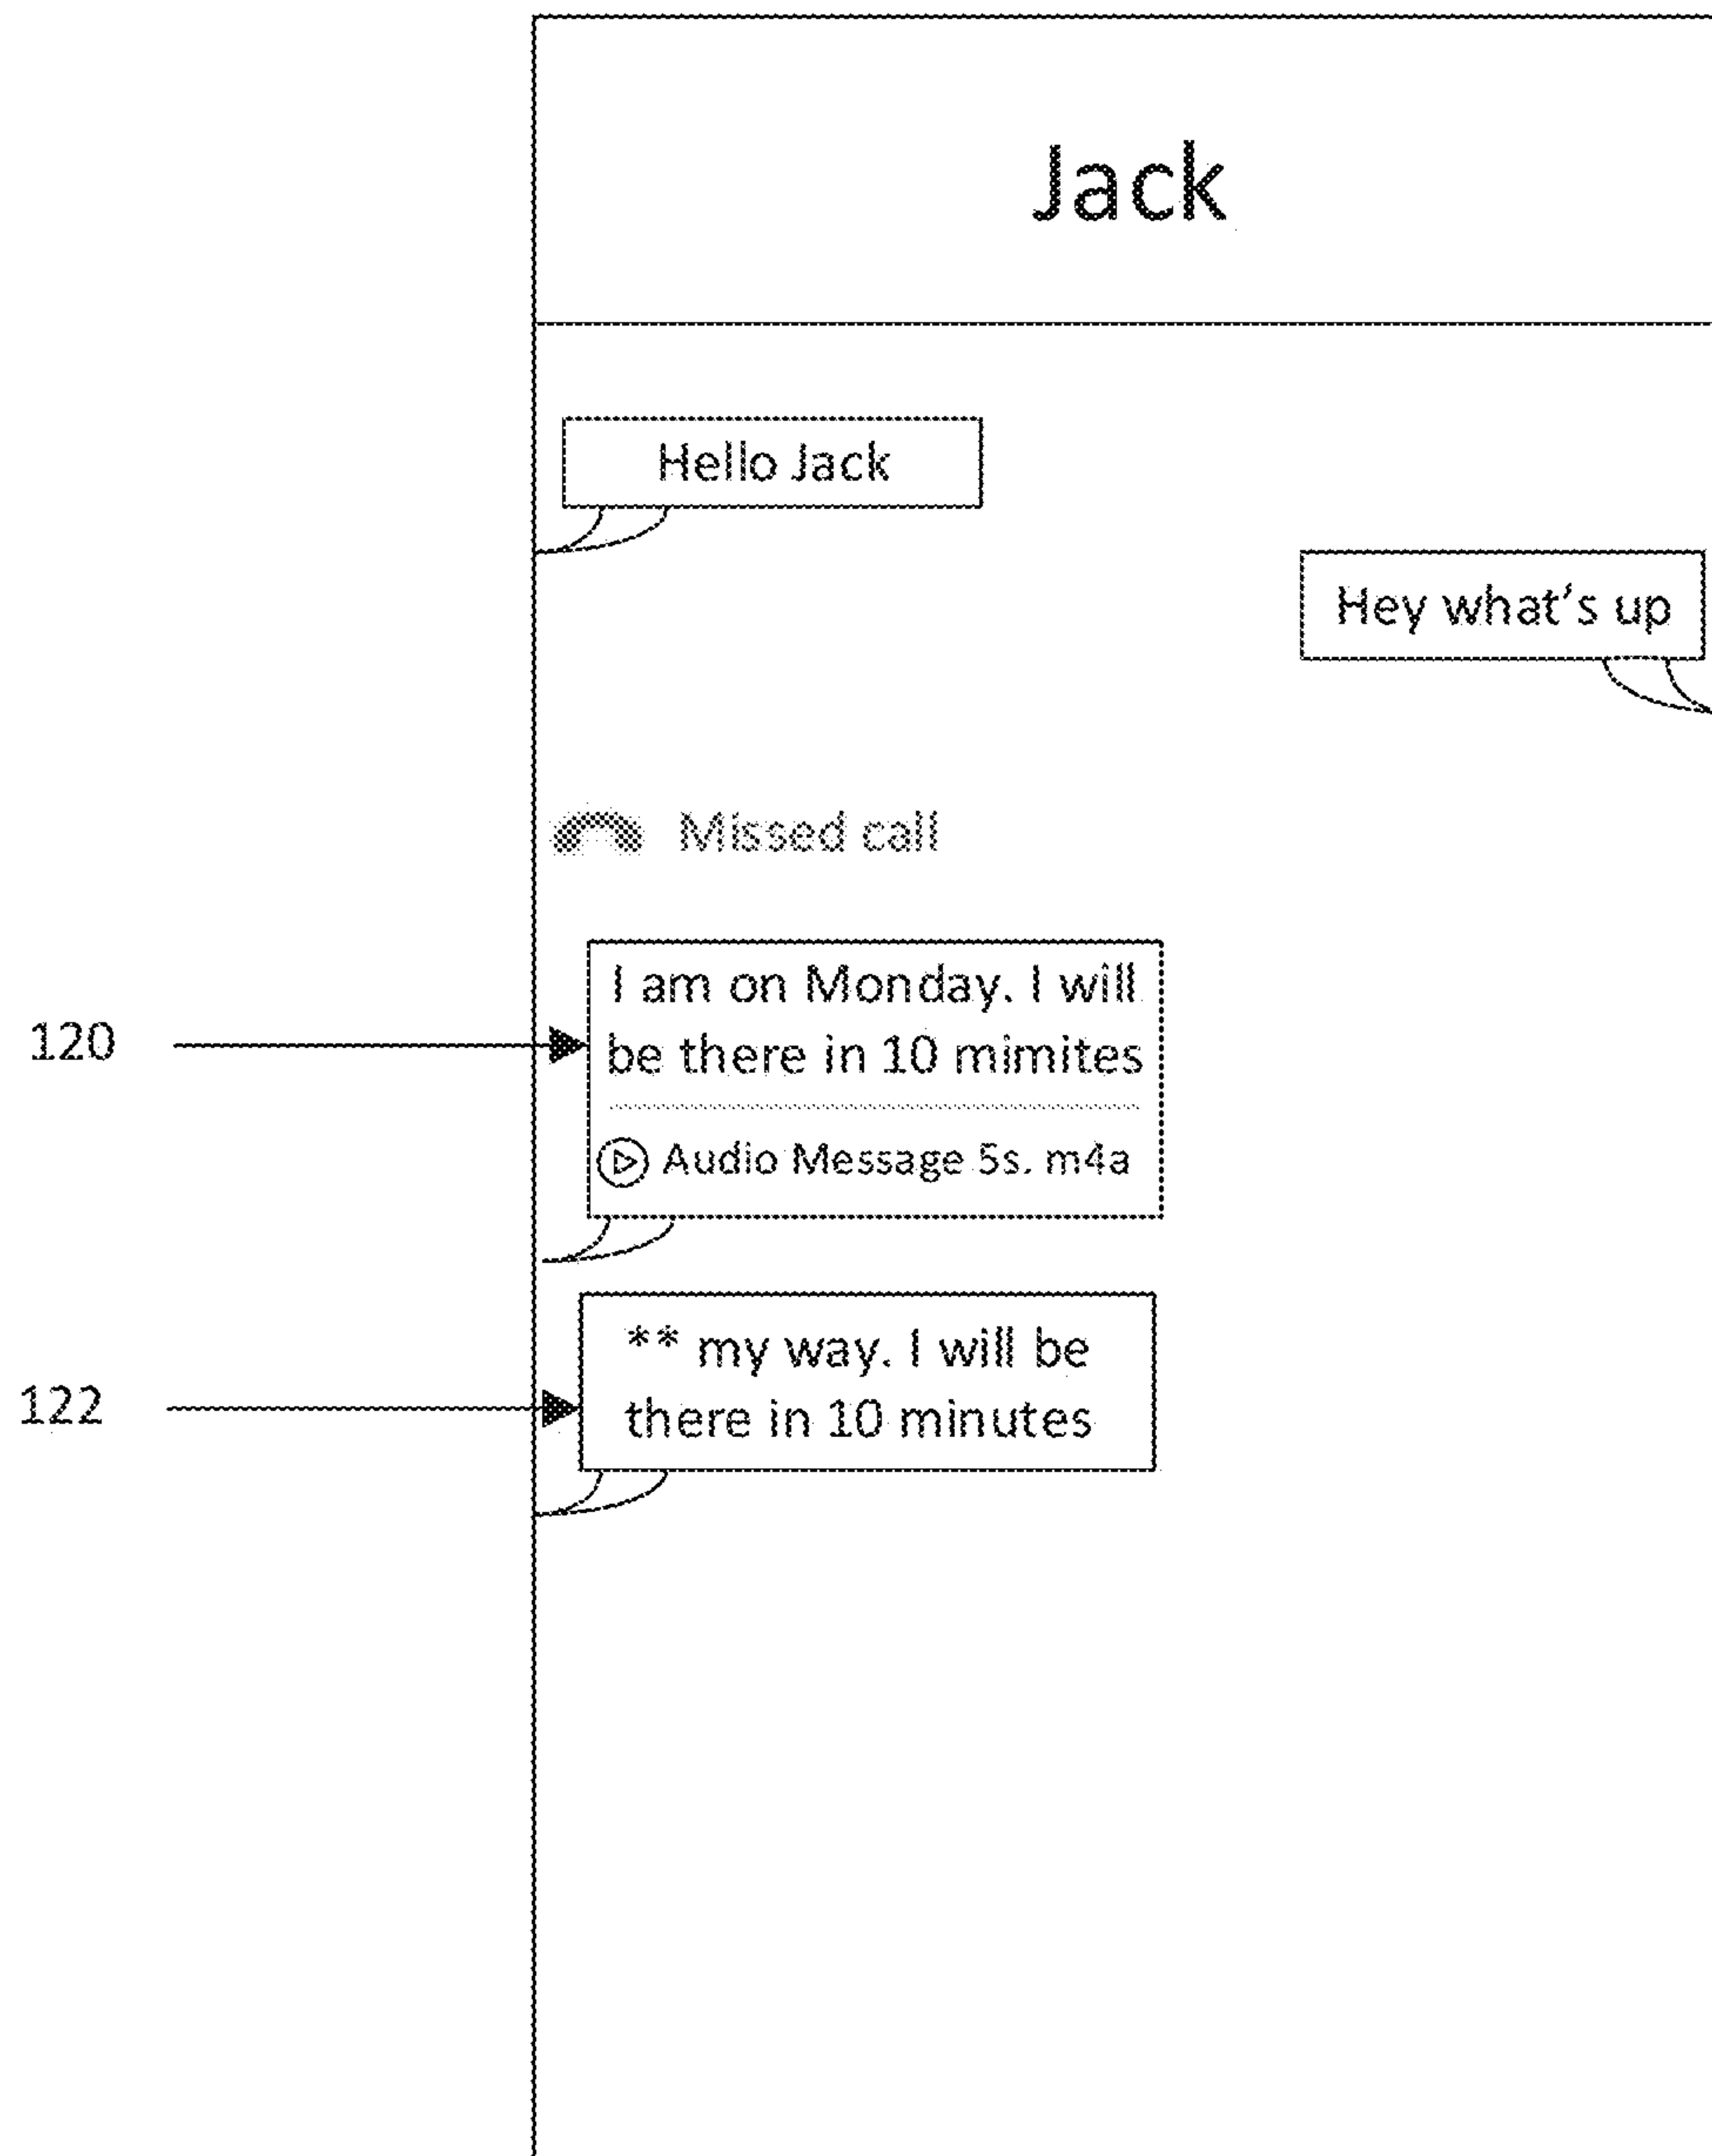 Jack
Hello Jack
Hey what's up
Missed call
I am on Monday. I will
be there in 10 mimites
120
Audio Message 5s. m4a
** my way. I will be
there in 10 minutes
122